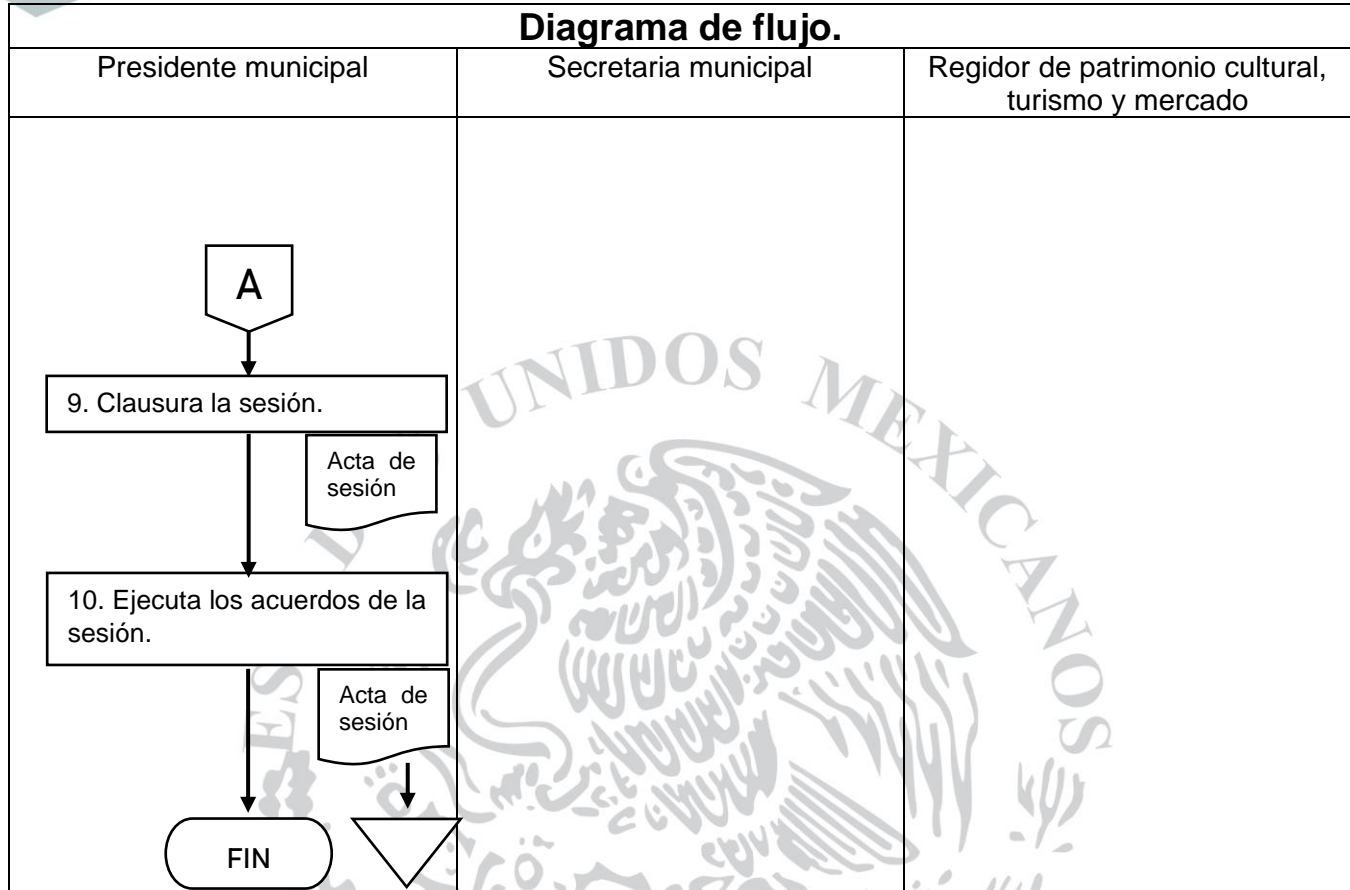 Diagrama de flujo.
Presidente municipal
Secretaria municipal
Regidor de patrimonio cultural,
turismo y mercado
A
9. Clausura la sesión.
Acta de
sesión
10. Ejecuta los acuerdos de la
sesión.
Acta de
sesión
FIN
UNIDOS MEXICANOS